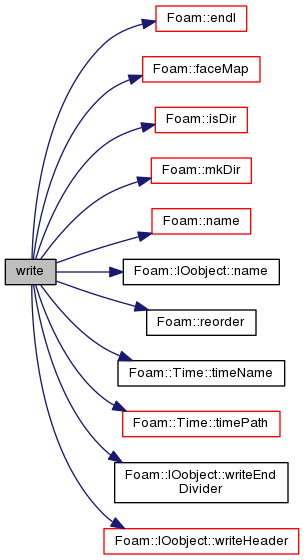 Foam::endl
Foam::faceMap
Foam::isDir
Foam::mkDir
Foam::name
write
Foam::IOobject::name
Foam::reorder
Foam::Time::timeName
Foam::Time::timePath
Foam::IOobject::writeEnd
Divider
Foam::IOobject::writeHeader